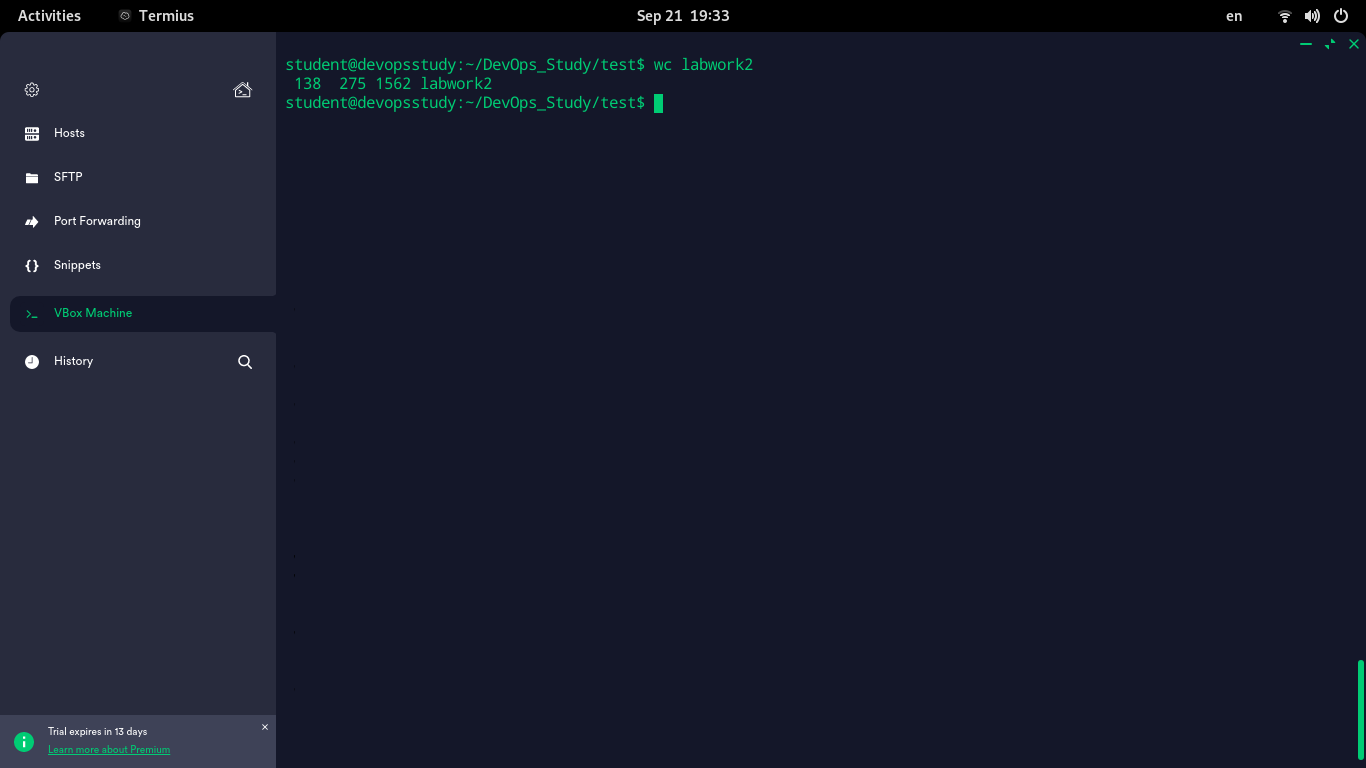 Activities
Termius
Sep 21 19:33
en
Hosts
SFTP
Port Forwarding
Snippets
VBox Machine
History
Trial expires in 13 days
Learn more about Premium
student@devopsstudy:~/DevOps_Study/test$ wc labwork2
 138  275 1562 labwork2
student@devopsstudy:~/DevOps_Study/test$